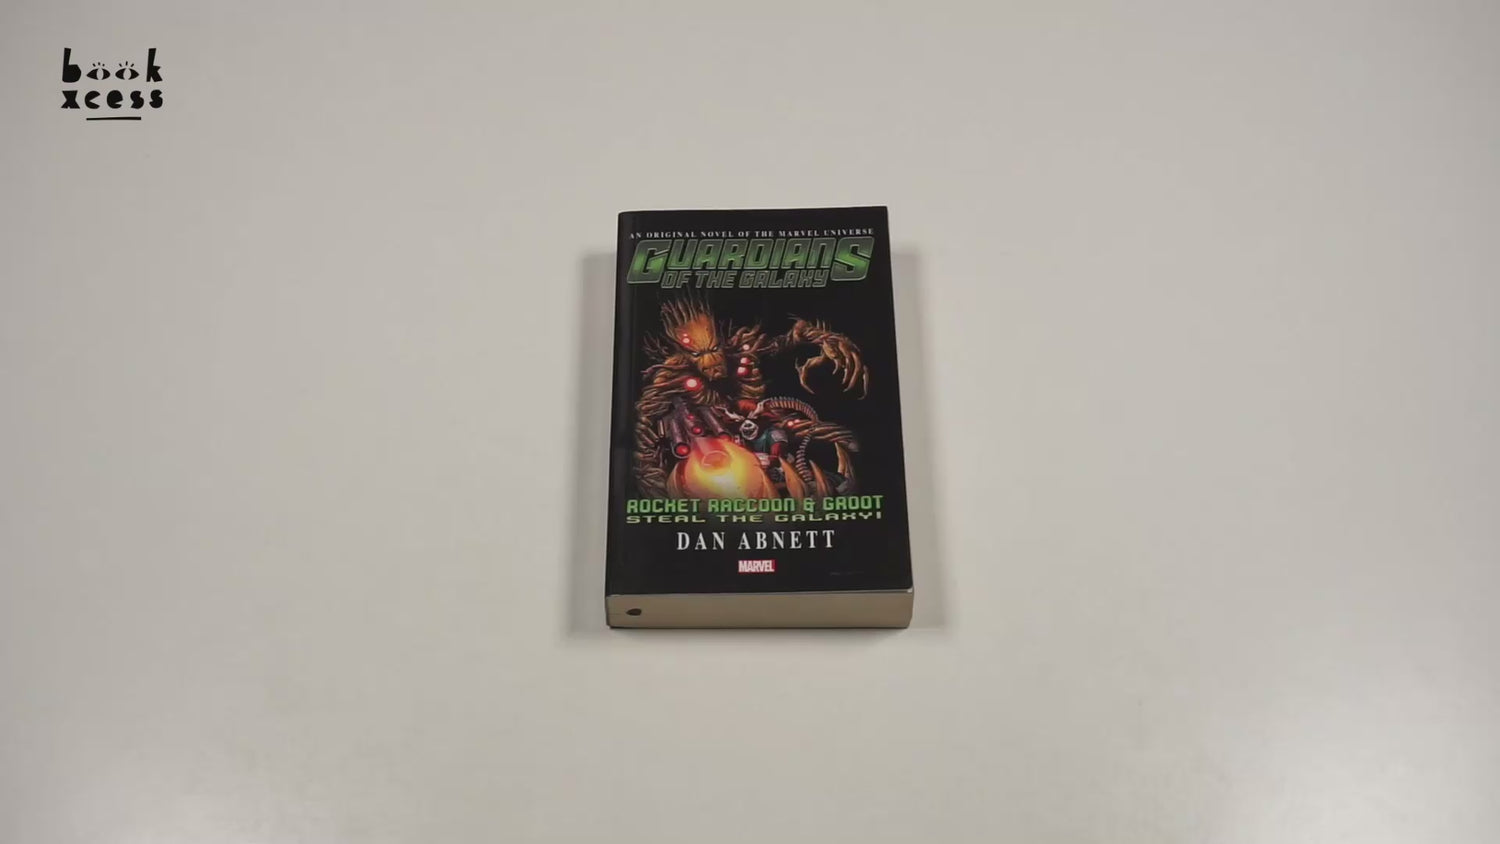 book
xcess
AN ORIGINAL NOVEL OF THE MARVEL UNIVERSE
GUARDIANS
OF THE GALAXY
ROCKET RACCOON & GROOT
STEAL THE GALAXY!
DAN ABNETT
MARVEL